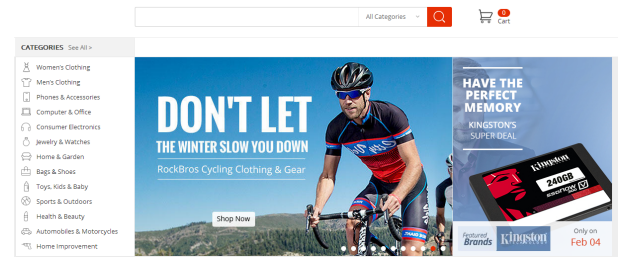 All Categories
0
Cart
CATEGORIES See All >
Women's Clothing
Men's Clothing
Phones & Accessories
Computer & Office
Consumer Electronics
Jewelry & Watches
Home & Garden
Bags & Shoes
Toys, Kids & Baby
Sports & Outdoors
Health & Beauty
Automobiles & Motorcycles
Home Improvement
DON'T LET
THE WINTER SLOW YOU DOWN
RockBros Cycling Clothing & Gear
Shop Now
HAVE THE
PERFECT
MEMORY
KINGSTON'S
SUPER DEAL
Kingston
240GB
SSDNOW
Featured
Brands
Kingston
Only on
Feb 04